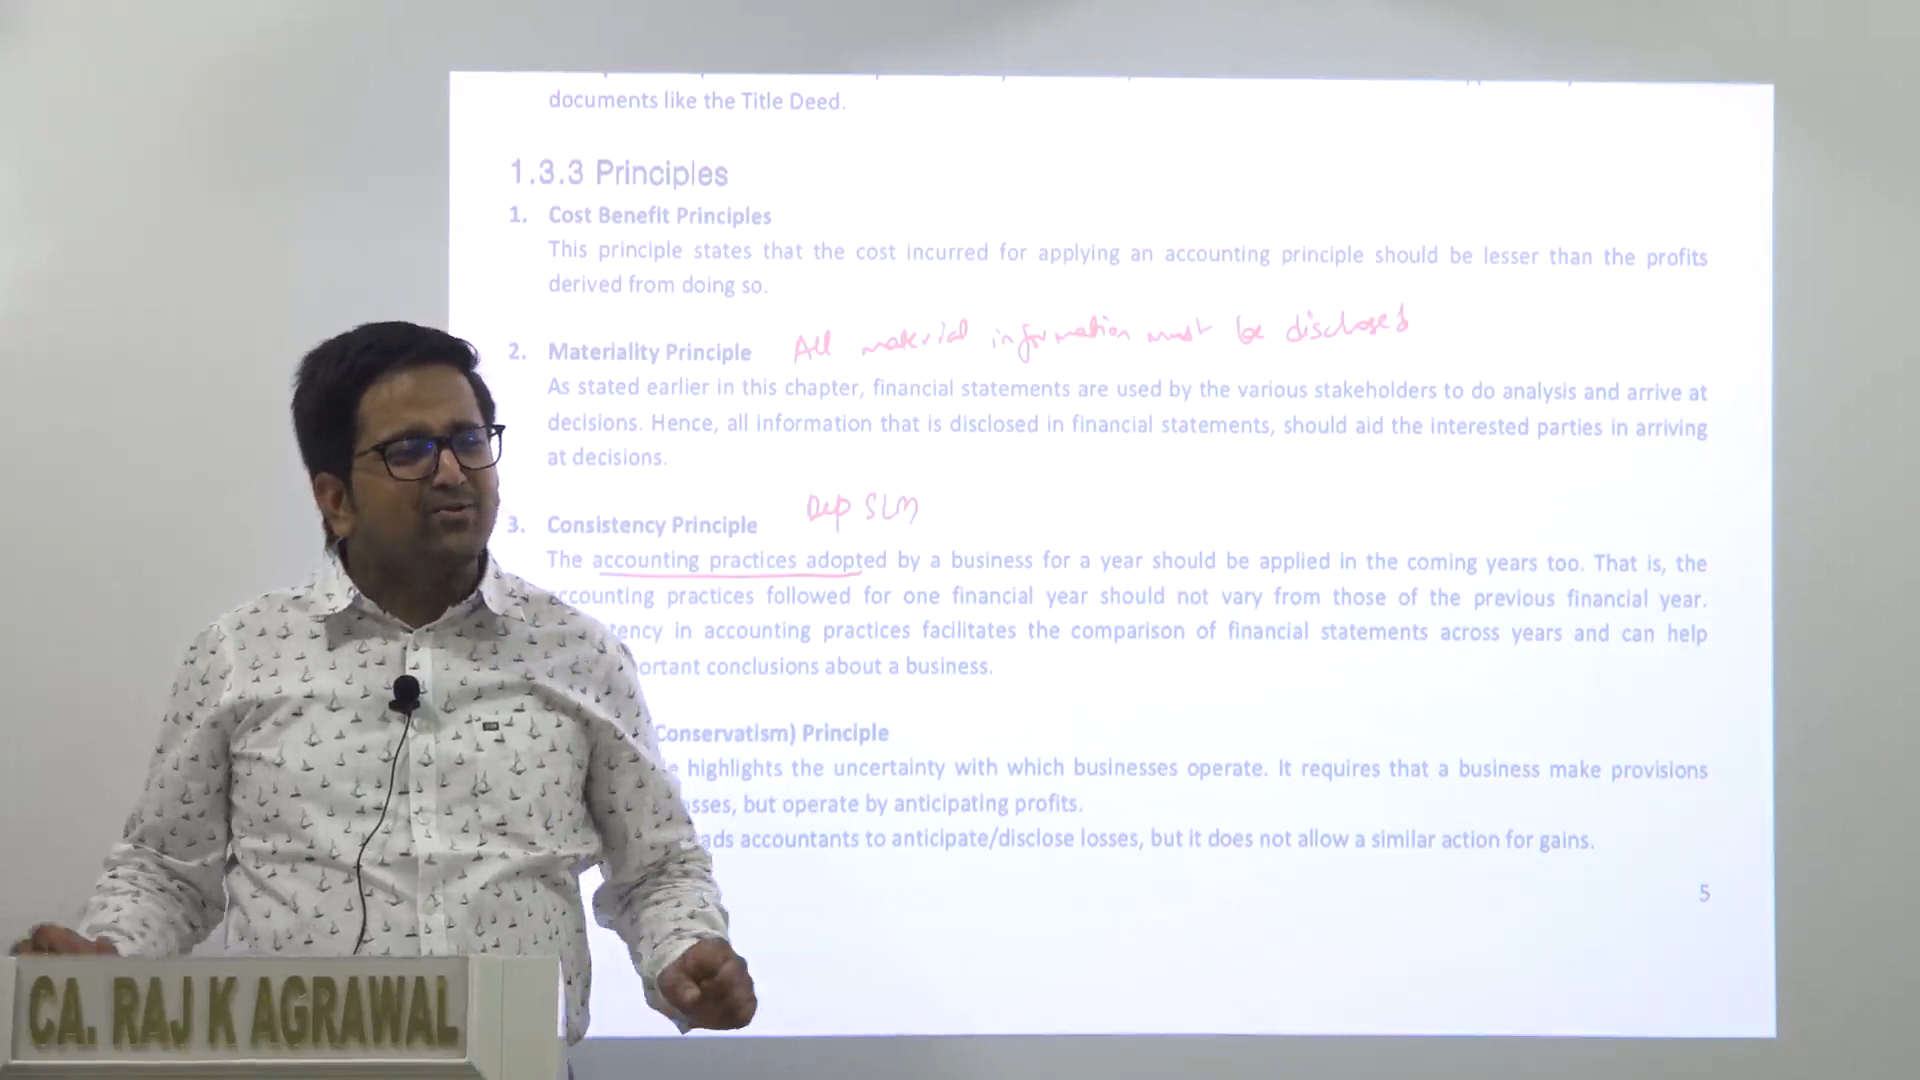 documents like the Title Deed.
1.3.3 Principles
1. Cost Benefit Principles
This principle states that the cost incurred for applying an accounting principle should be lesser than the profits
derived from doing so.
2. Materiality Principle All material information must be disclosed
As stated earlier in this chapter, financial statements are used by the various stakeholders to do analysis and arrive at
decisions. Hence, all information that is disclosed in financial statements, should aid the interested parties in arriving
at decisions.
3. Consistency Principle Dep SLM
The accounting practices adopted by a business for a year should be applied in the coming years too. That is, the
ccounting practices followed for one financial year should not vary from those of the previous financial year.
tency in accounting practices facilitates the comparison of financial statements across years and can help
ortant conclusions about a business.
Conservatism) Principle
highlights the uncertainty with which businesses operate. It requires that a business make provisions
sses, but operate by anticipating profits.
ads accountants to anticipate/disclose losses, but it does not allow a similar action for gains.
5
CA. RAJ K AGRAWAL